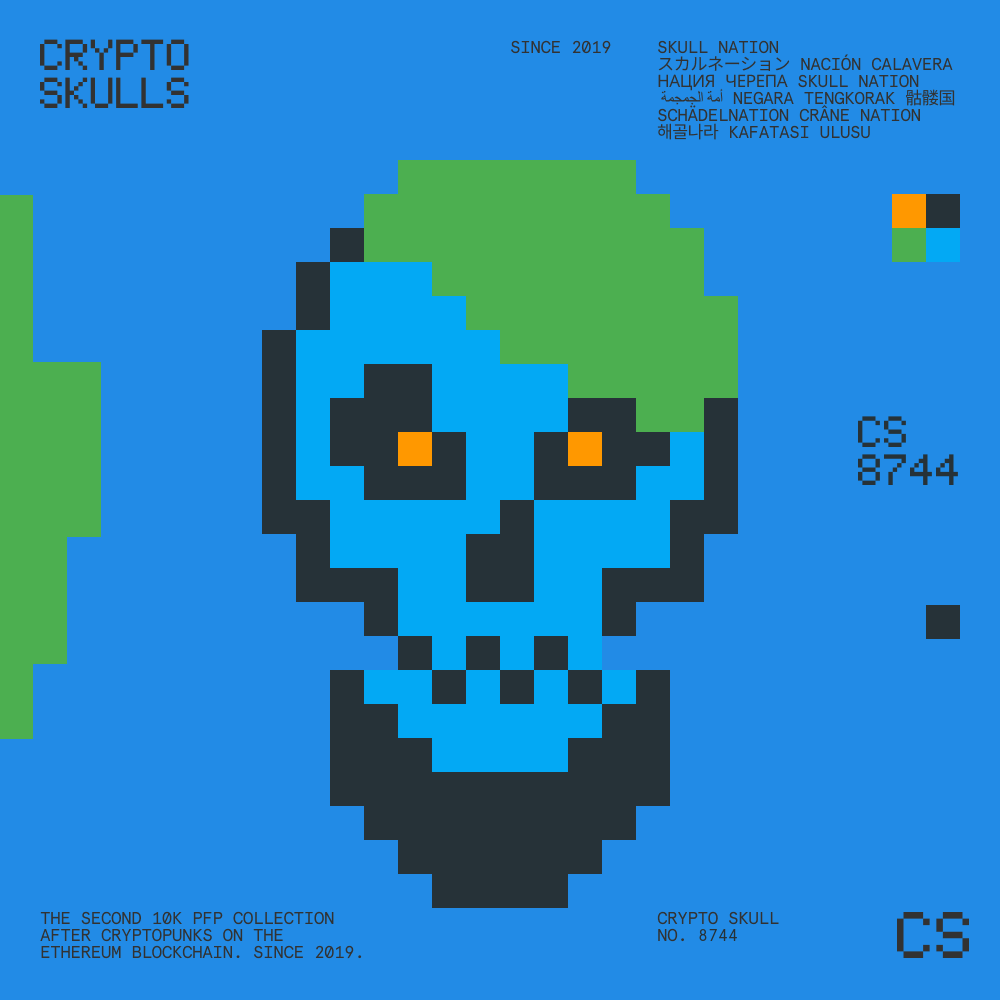 CRYPTO
SKULLS
SINCE 2019
SKULL NATION
スカルネーション NACIÓN CALAVERA
НАЦИЯ ЧЕРЕПА SKULL NATION
أمة الجمجمة NEGARA TENGKORAK 骷髅国
SCHÄDELNATION CRÂNE NATION
해골나라 KAFATASI ULUSU
CS
8744
THE SECOND 10K PFP COLLECTION
AFTER CRYPTOPUNKS ON THE
ETHEREUM BLOCKCHAIN. SINCE 2019.
CRYPTO SKULL
NO. 8744
CS